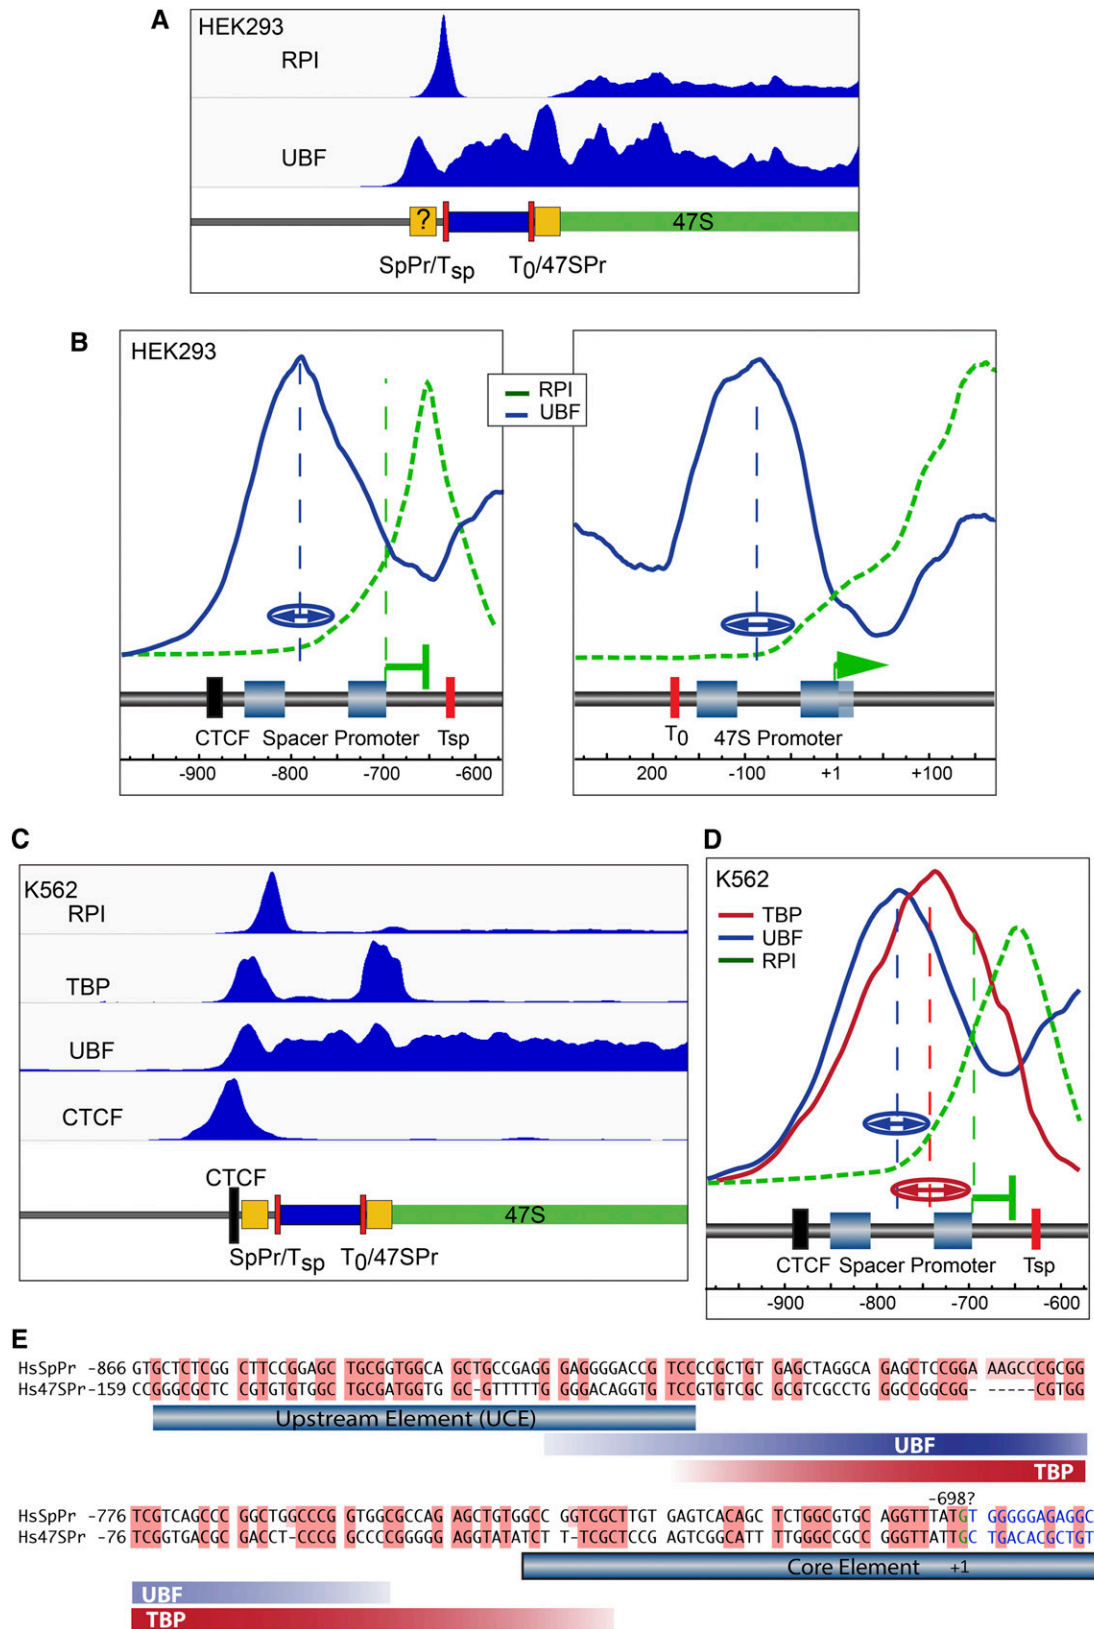 A
HEK293
RPI
UBF
?
47S
SpPr/Tsp
T0/47SPr
B
HEK293
RPI
UBF
CTCF
Spacer Promoter
Tsp
-900 -800 -700 -600
T0
47S Promoter
200 -100 +1 +100
C
K562
RPI
TBP
UBF
CTCF
CTCF
47S
SpPr/Tsp
T0/47SPr
D
K562
TBP
UBF
RPI
CTCF Spacer Promoter Tsp
-900 -800 -700 -600
E
HsSpPr -866 GTGCTCTCGG CTTCCGGAGC TGCGGTGGCA GCTGCCGAGG GAGGGGACCG TCCCCGCTGT GAGCTAGGCA GAGCTCCGGA AAGCCCGCGG
Hs47SPr-159 CCGGGCGCTC CGTGTGTGGC TGCGATGGTG GC-GTTTTTG GGGACAGGTG TCCGTGTCGC GCGTCGCCTG GGCCGGCGG- -----CGTGG
Upstream Element (UCE)
UBF
TBP
-698?
HsSpPr -776 TCGTCAGCCC GGCTGGCCCG GTGGCGCCAG AGCTGTGGCC GGTCGCTTGT GAGTCACAGC TCTGGCGTGC AGGTTTATGT GGGGGAGAGGC
Hs47SPr -76 TCGGTGACGC GACCT-CCCG GCCCCGGGGG AGGTATATCT T-TCGCTCCG AGTCGGCATT TTGGGCCGCC GGGTTATTGC TGACACGCTGT
Core Element
+1
UBF
TBP